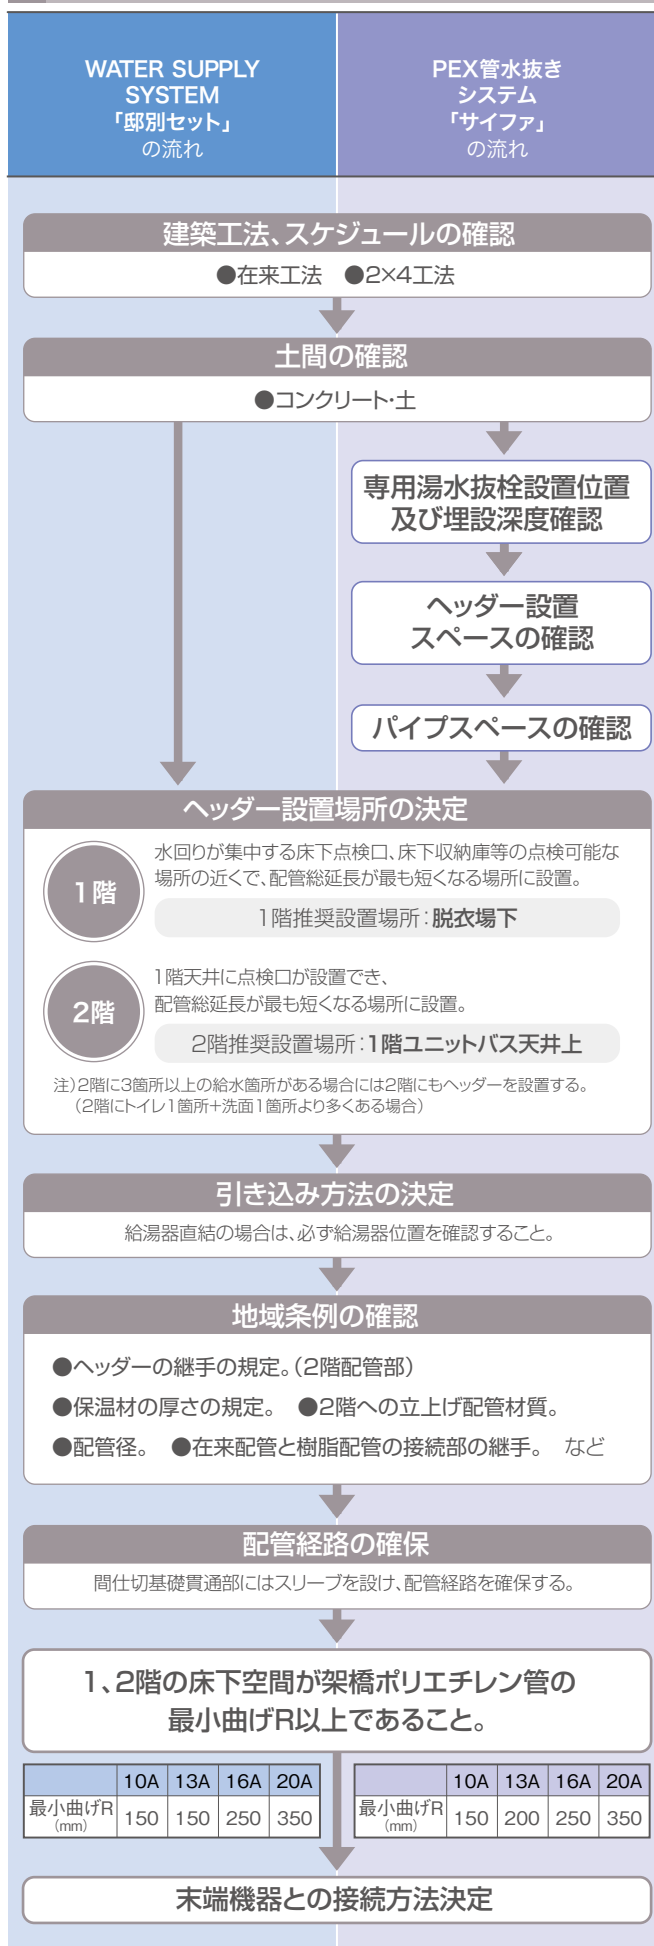 WATER SUPPLY
SYSTEM
「邸別セット」
の流れ
PEX管水抜き
システム
「サイファ」
の流れ
建築工法、スケジュールの確認
●在来工法 ●2×4工法
土間の確認
●コンクリート・土
専用湯水抜栓設置位置
及び埋設深度確認
ヘッダー設置
スペースの確認
パイプスペースの確認
ヘッダー設置場所の決定
1階
水回りが集中する床下点検口、床下収納庫等の点検可能な
場所の近くで、配管総延長が最も短くなる場所に設置。
1階推奨設置場所：脱衣場下
2階
1階天井に点検口が設置でき、
配管総延長が最も短くなる場所に設置。
2階推奨設置場所：1階ユニットバス天井上
注）2階に3箇所以上の給水箇所がある場合には2階にもヘッダーを設置する。
（2階にトイレ1箇所+洗面1箇所より多くある場合）
引き込み方法の決定
給湯器直結の場合は、必ず給湯器位置を確認すること。
地域条例の確認
●ヘッダーの継手の規定。（2階配管部）
●保温材の厚さの規定。 ●2階への立上げ配管材質。
●配管径。 ●在来配管と樹脂配管の接続部の継手。 など
配管経路の確保
間仕切基礎貫通部にはスリーブを設け、配管経路を確保する。
1、2階の床下空間が架橋ポリエチレン管の
最小曲げR以上であること。
10A 13A 16A 20A
最小曲げR（mm） 150 150 250 350
10A 13A 16A 20A
最小曲げR（mm） 150 200 250 350
末端機器との接続方法決定